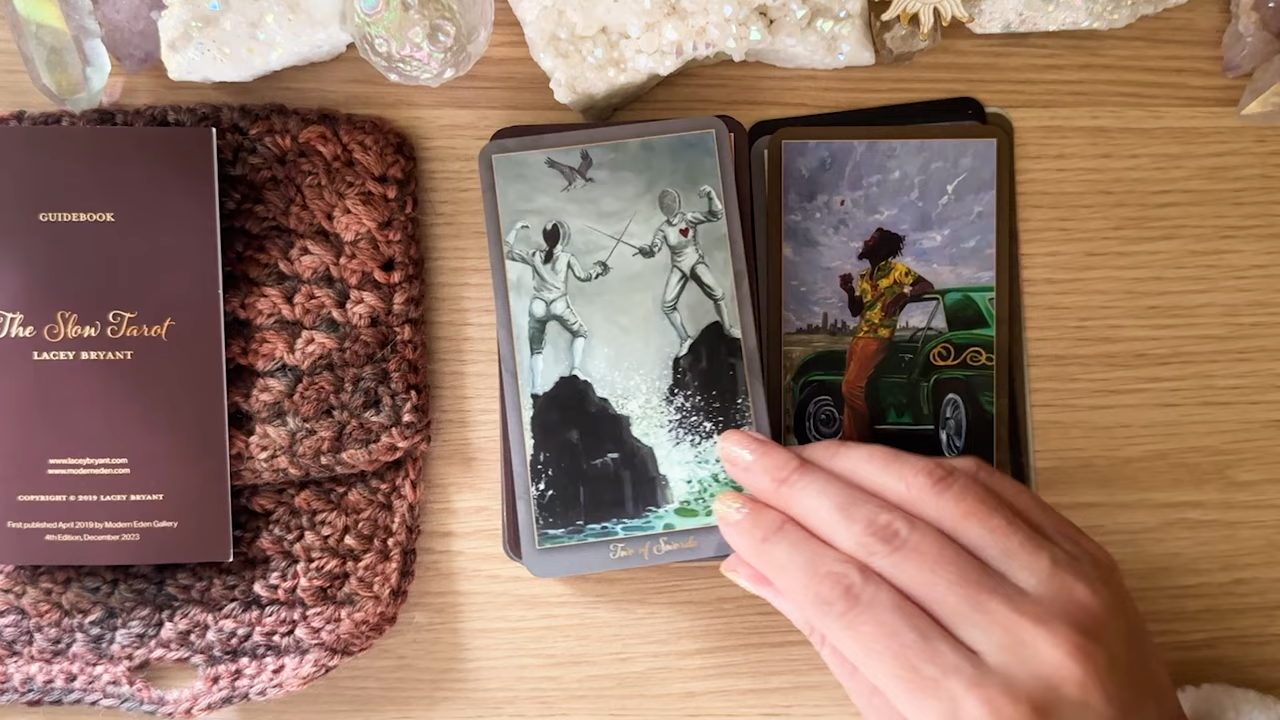 GUIDEBOOK
The Slow Tarot
LACEY BRYANT
www.laceybryant.com
www.moderneden.com
COPYRIGHT © 2019 LACEY BRYANT
First published April 2019 by Modern Eden Gallery
4th Edition, December 2023
Two of Swords